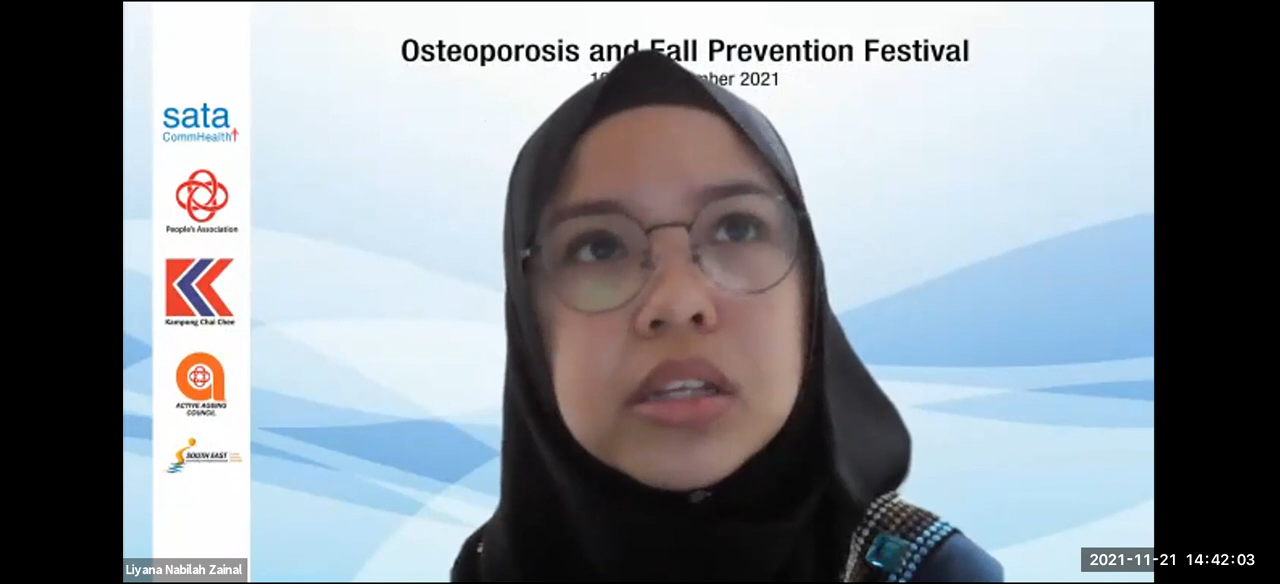 Osteoporosis and Fall Prevention Festival
mber 2021
sata
CommHealth
People's Association
Kampong Chai Chee
ACTIVE AGEING
COUNCIL
SOUTH EAST
Liyana Nabilah Zainal
2021-11-21 14:42:03